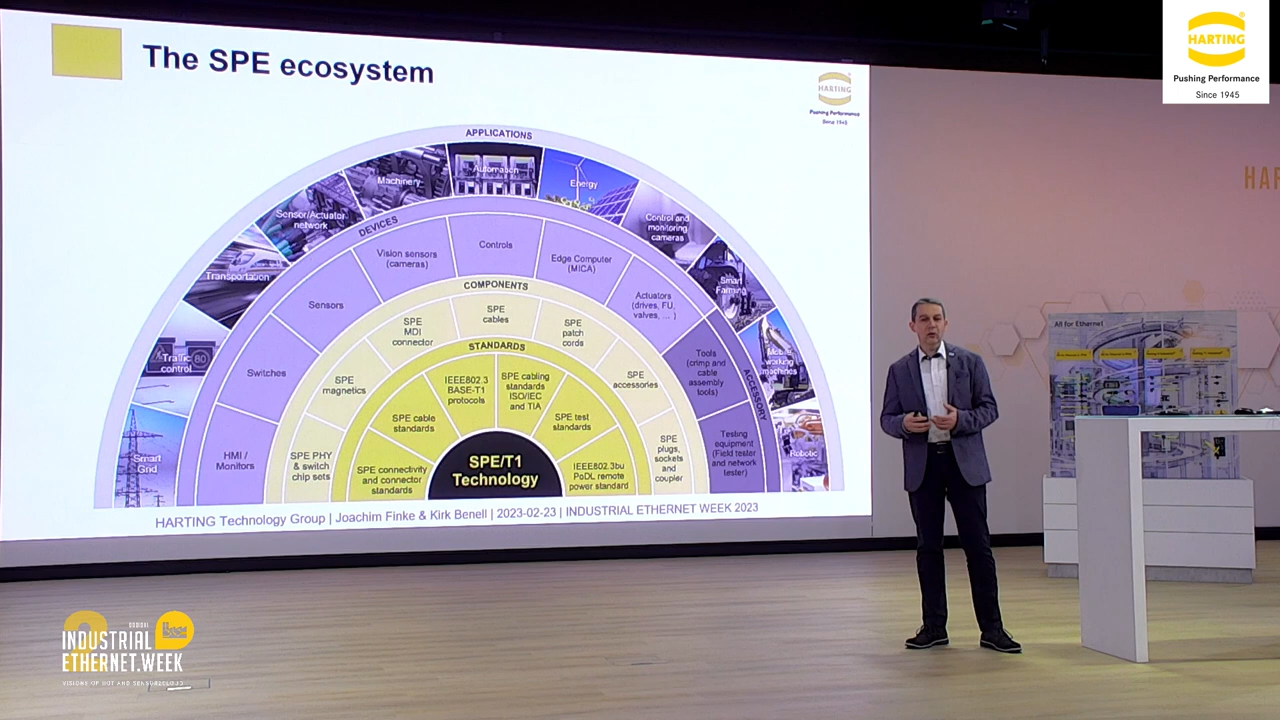 The SPE ecosystem
HARTING
Pushing Performance
Since 1945
APPLICATIONS
Smart
Grid
Traffic
control
80
Transportation
Sensor/Actuator
network
Machinery
Automation
Energy
Control and
monitoring
cameras
Smart
Farming
Mobile
working
machines
Robotic
DEVICES
HMI /
Monitors
Switches
Sensors
Vision sensors
(cameras)
Controls
Edge Computer
(MICA)
Actuators
(drives, FU,
valves, ... )
ACCESSORY
Tools
(crimp and
cable
assembly
tools)
Testing
equipment
(Field tester
and network
tester)
COMPONENTS
SPE PHY
& switch
chip sets
SPE
magnetics
SPE
MDI
connector
SPE
cables
SPE
patch
cords
SPE
accessories
SPE
plugs,
sockets
and
coupler
STANDARDS
SPE connectivity
and connector
standards
SPE cable
standards
IEEE802.3
BASE-T1
protocols
SPE cabling
standards
ISO/IEC
and TIA
SPE test
standards
IEEE802.3bu
PoDL remote
power standard
SPE/T1
Technology
HARTING Technology Group | Joachim Finke & Kirk Benell | 2023-02-23 | INDUSTRIAL ETHERNET WEEK 2023
HARTING
Pushing Performance
Since 1945
HAR
All for Ethernet
INDUSTRIAL
ETHERNET.WEEK